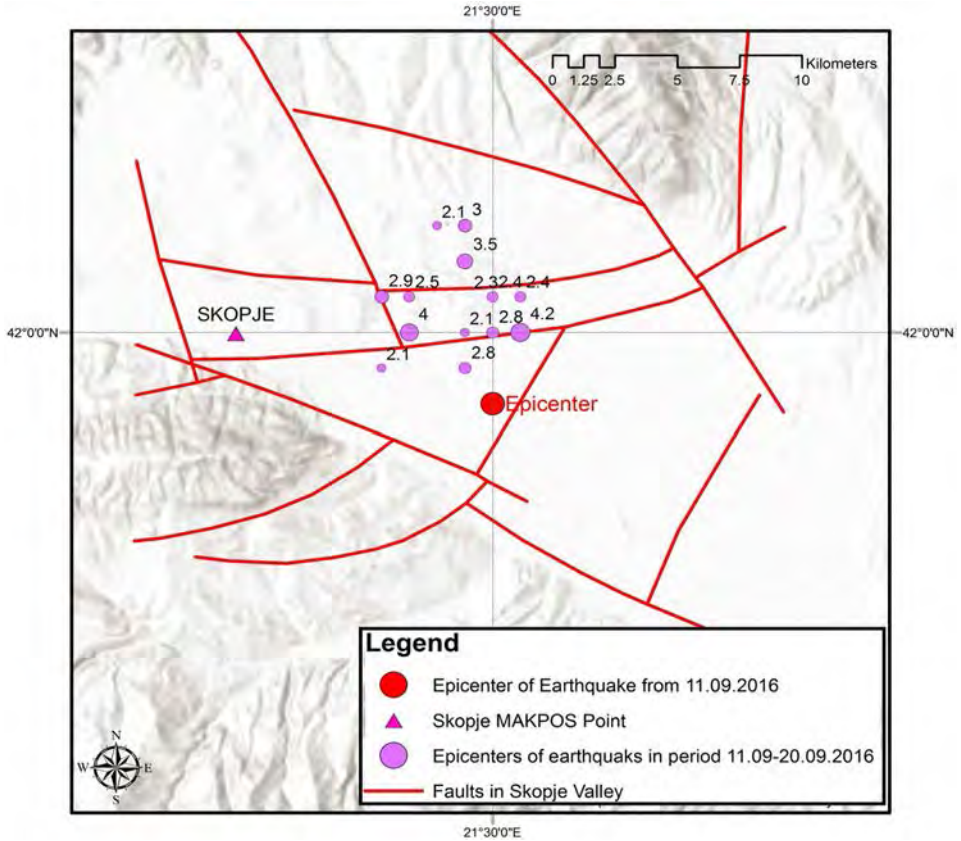 21°30'0"E
Kilometers
0 1.25 2.5 5 7.5 10
2.1 3
3.5
2.9 2.5 2.3 2.4 2.4
SKOPJE
4 2.1 2.8 4.2
42°0'0"N 42°0'0"N
2.1 2.8
Epicenter
Legend
Epicenter of Earthquake from 11.09.2016
Skopje MAKPOS Point
Epicenters of earthquaks in period 11.09-20.09.2016
Faults in Skopje Valley
N
W E
S
21°30'0"E